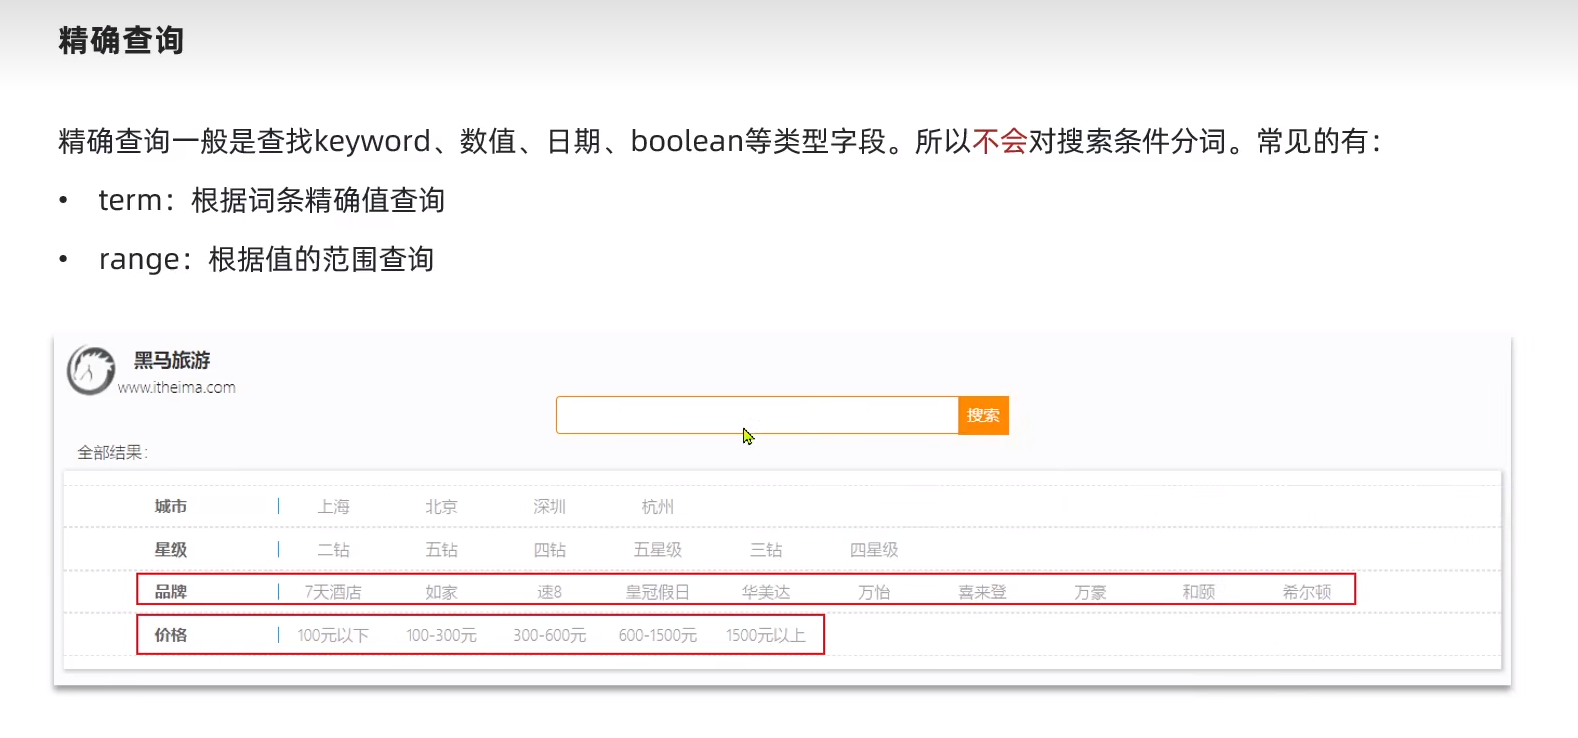 精确查询
精确查询一般是查找keyword、数值、日期、boolean等类型字段。所以不会对搜索条件分词。常见的有：
• term：根据词条精确值查询
• range：根据值的范围查询
黑马旅游
www.itheima.com
搜索
全部结果：
城市 上海 北京 深圳 杭州
星级 二钻 五钻 四钻 五星级 三钻 四星级
品牌 7天酒店 如家 速8 皇冠假日 华美达 万怡 喜来登 万豪 和颐 希尔顿
价格 100元以下 100-300元 300-600元 600-1500元 1500元以上